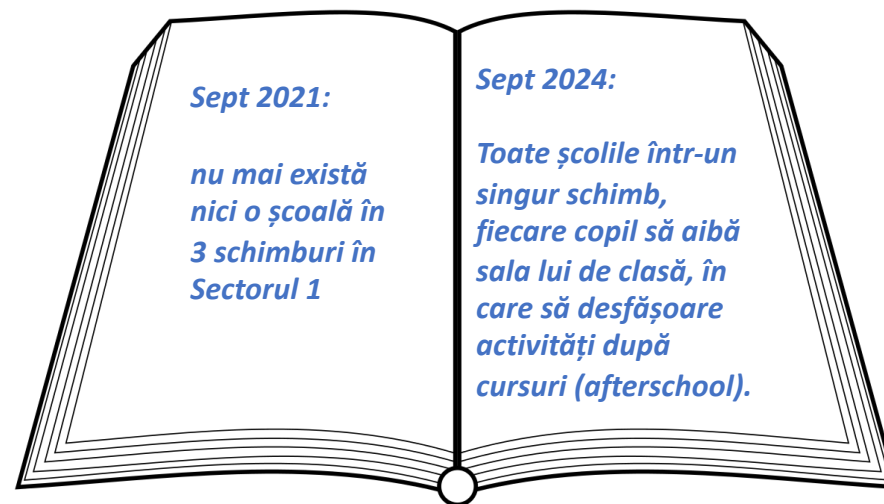 Sept 2021:
nu mai există
nici o școală în
3 schimburi în
Sectorul 1
Sept 2024:
Toate școlile într-un
singur schimb,
fiecare copil să aibă
sala lui de clasă, în
care să desfășoare
activități după
cursuri (afterschool).